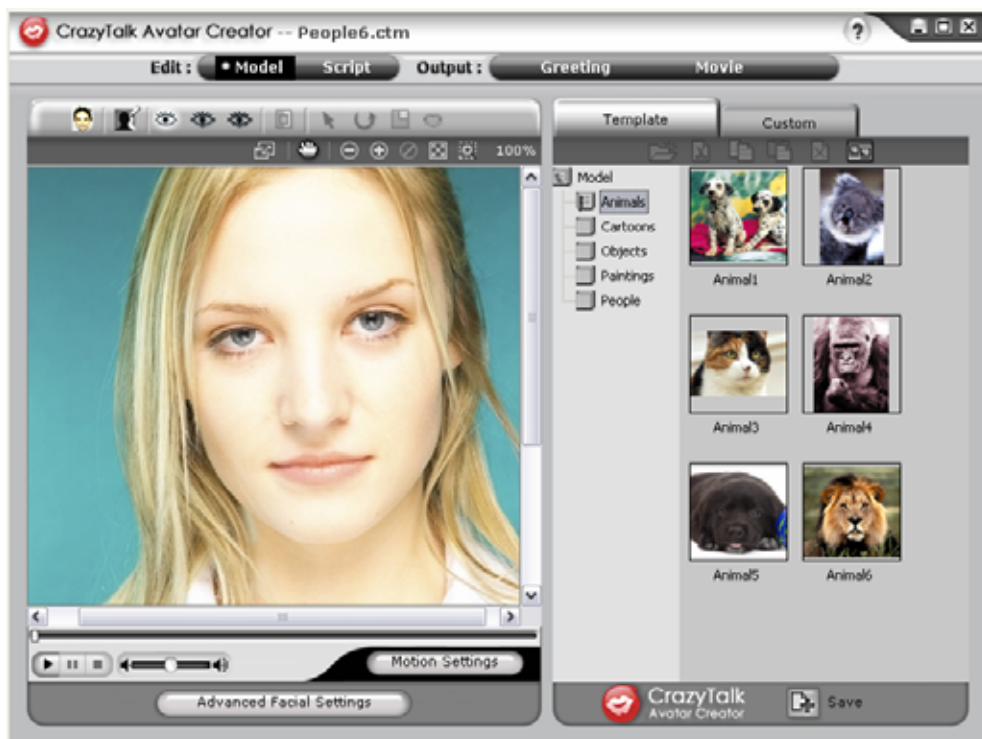 CrazyTalk Avatar Creator -- People6.ctm
?
Edit : Model Script Output : Greeting Movie
Template Custom
100%
Model
Animals
Cartoons
Objects
Paintings
People
Animal1 Animal2
Animal3 Animal4
Animal5 Animal6
Motion Settings
Advanced Facial Settings
CrazyTalk
Avatar Creator
Save